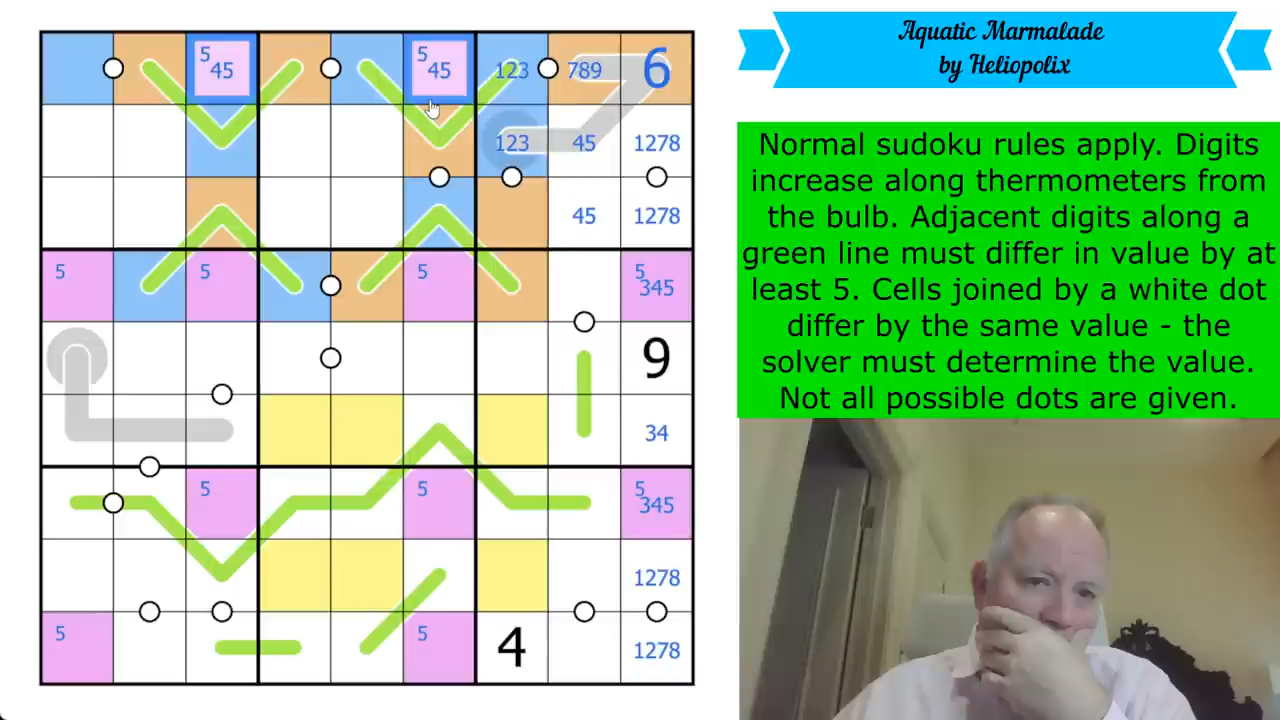 Aquatic Marmalade
by Heliopolix
Normal sudoku rules apply. Digits
increase along thermometers from
the bulb. Adjacent digits along a
green line must differ in value by at
least 5. Cells joined by a white dot
differ by the same value - the
solver must determine the value.
Not all possible dots are given.
5 45 5 45 123 789 6
123 45 1278
45 1278
5 5 5 5 345
9
34
5 5 5 345
1278
5 5 4 1278